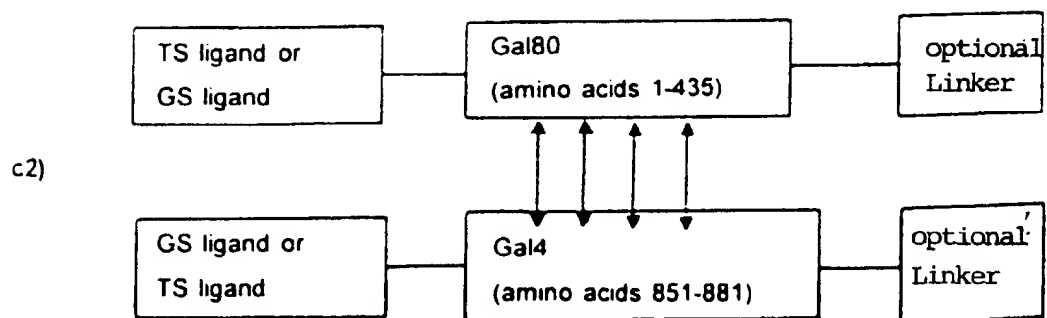 TS ligand or
GS ligand
Gal80
(amino acids 1-435)
optional
Linker
c2)
GS ligand or
TS ligand
Gal4
(amino acids 851-881)
optional
Linker